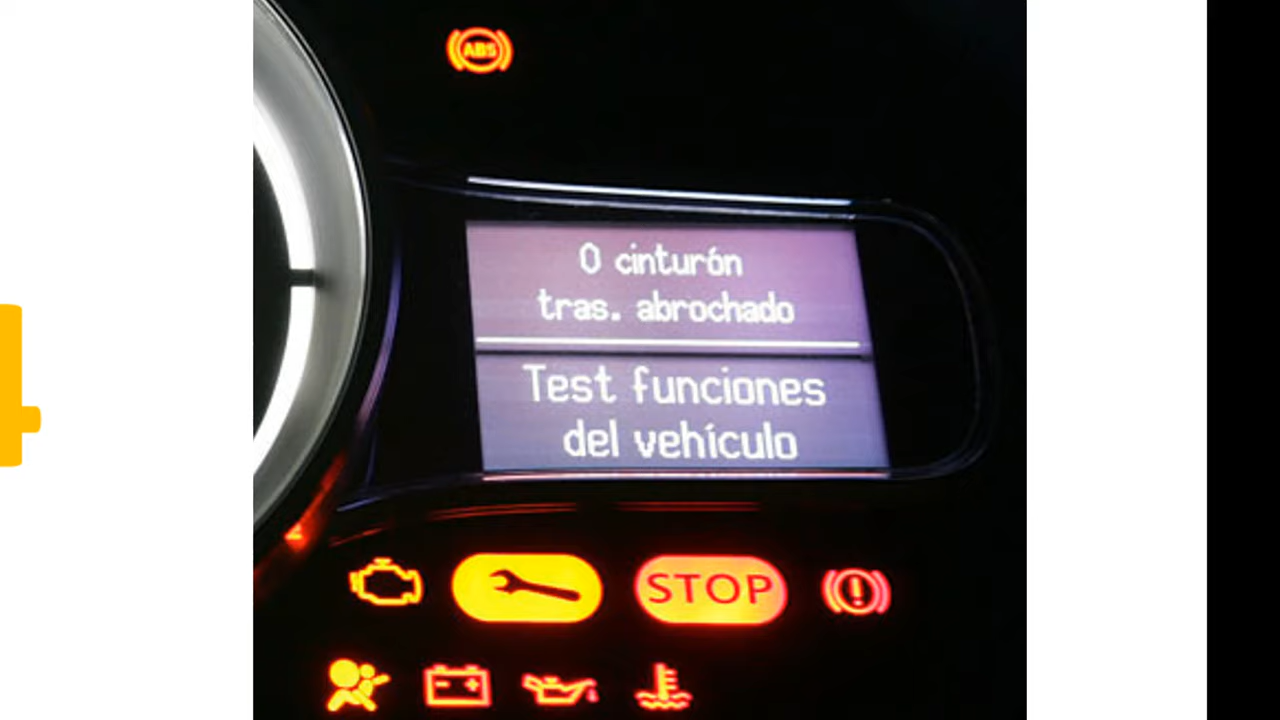 ABS
0 cinturón
tras. abrochado
Test funciones
del vehículo
STOP